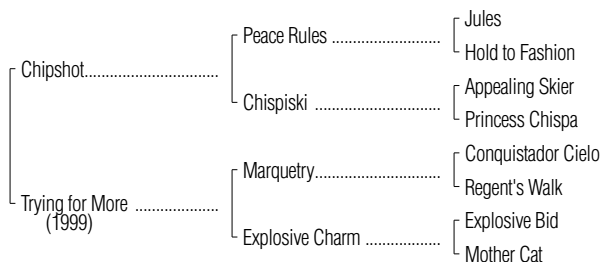 Jules
Peace Rules ........................
Hold to Fashion
Chipshot.............................
Appealing Skier
Chispiski ............................
Princess Chispa
Conquistador Cielo
Marquetry...........................
Regent's Walk
Trying for More ..................
(1999)
Explosive Bid
Explosive Charm ................
Mother Cat